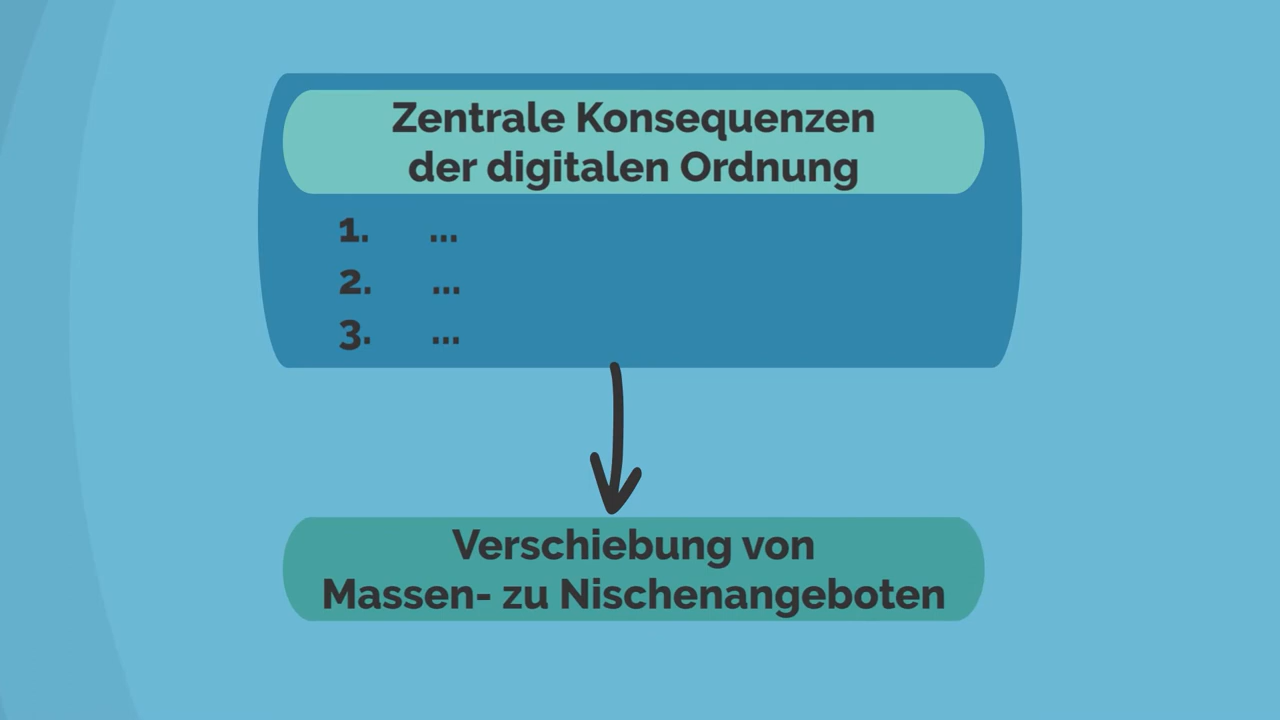 Zentrale Konsequenzen
der digitalen Ordnung
1. ...
2. ...
3. ...
Verschiebung von
Massen- zu Nischenangeboten